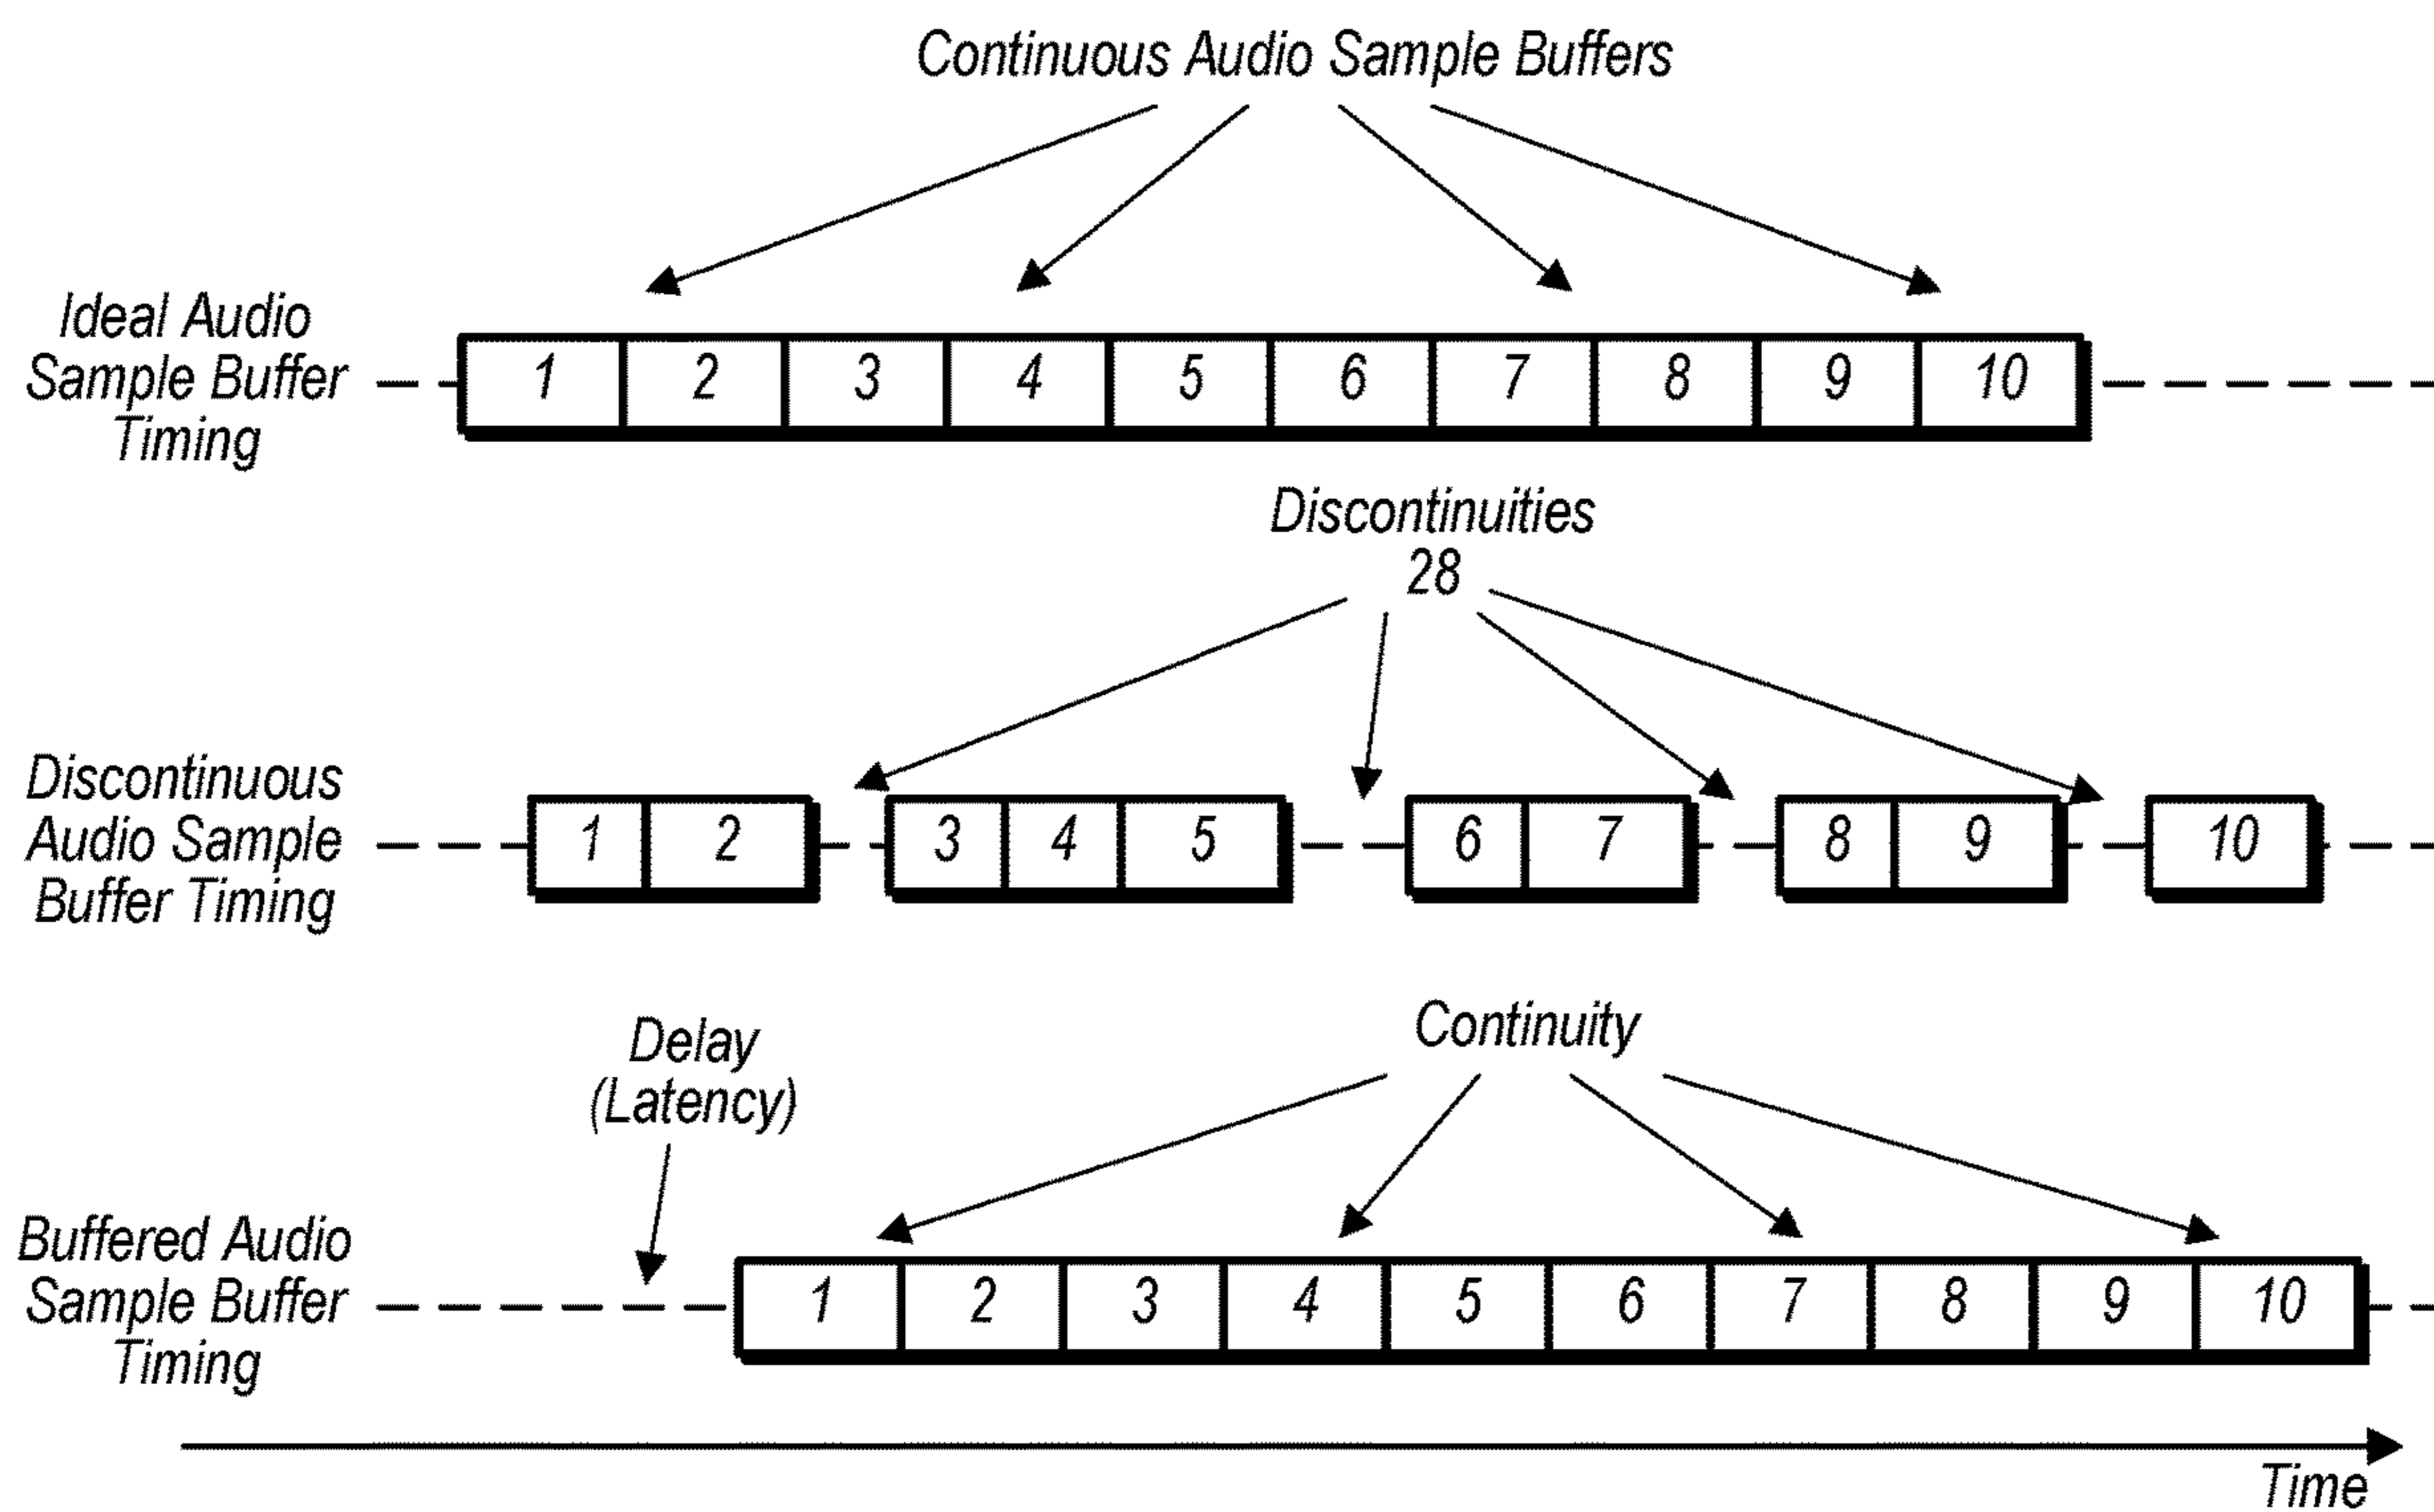 Continuous Audio Sample Buffers
Ideal Audio
Sample Buffer
Timing
1 2 3 4 5 6 7 8 9 10
Discontinuities
28
Discontinuous
Audio Sample
Buffer Timing
1 2 3 4 5 6 7 8 9 10
Delay
(Latency)
Continuity
Buffered Audio
Sample Buffer
Timing
1 2 3 4 5 6 7 8 9 10
Time